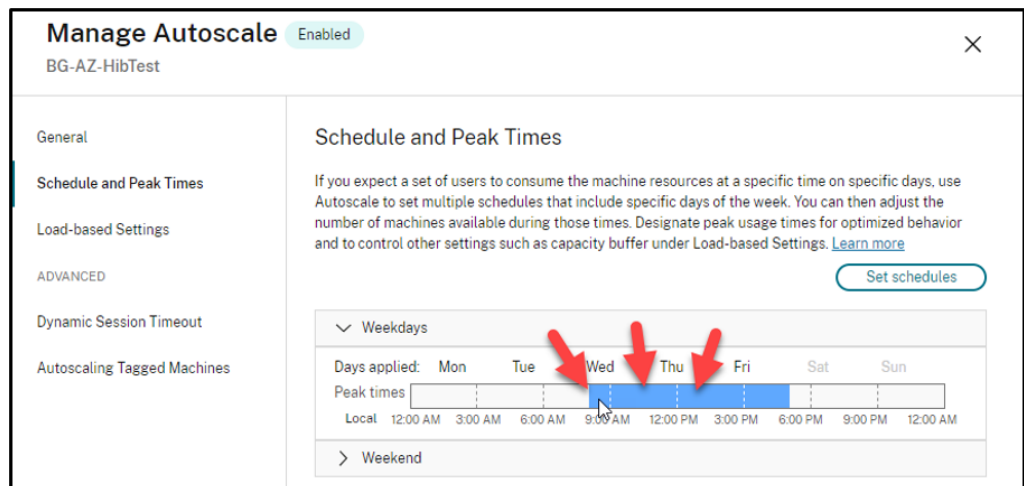 Manage Autoscale Enabled
BG-AZ-HibTest
General
Schedule and Peak Times
Load-based Settings
ADVANCED
Dynamic Session Timeout
Autoscaling Tagged Machines
Schedule and Peak Times
If you expect a set of users to consume the machine resources at a specific time on specific days, use
Autoscale to set multiple schedules that include specific days of the week. You can then adjust the
number of machines available during those times. Designate peak usage times for optimized behavior
and to control other settings such as capacity buffer under Load-based Settings. Learn more
Set schedules
Weekdays
Days applied: Mon Tue Wed Thu Fri Sat Sun
Peak times
Local 12:00 AM 3:00 AM 6:00 AM 9:00 AM 12:00 PM 3:00 PM 6:00 PM 9:00 PM 12:00 AM
Weekend